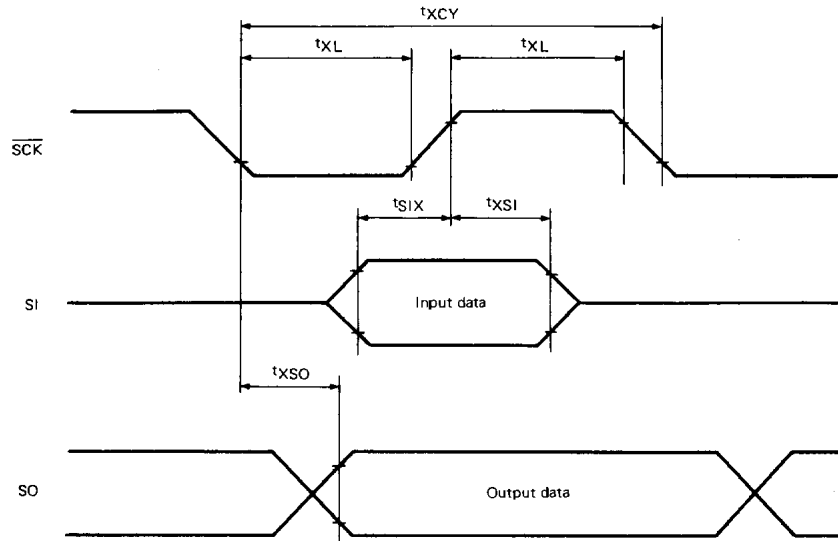 tXCY
tXL tXL
SCK
tSIX tXSI
SI Input data
tXSO
SO Output data